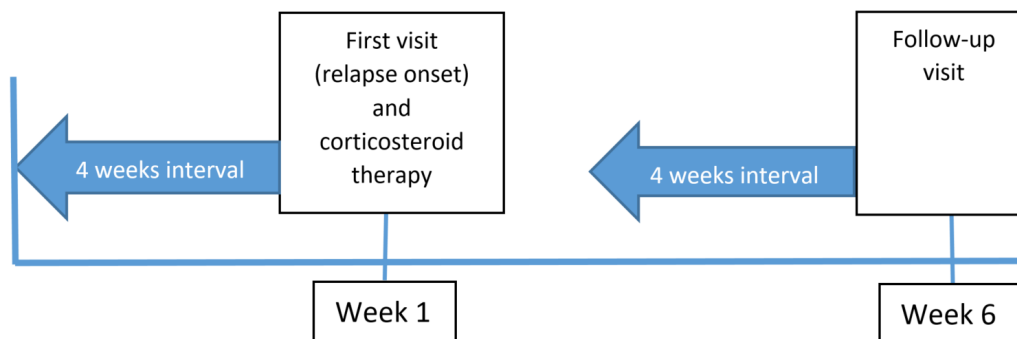 First visit
(relapse onset)
and
corticosteroid
therapy
4 weeks interval
Follow-up
visit
4 weeks interval
Week 1
Week 6